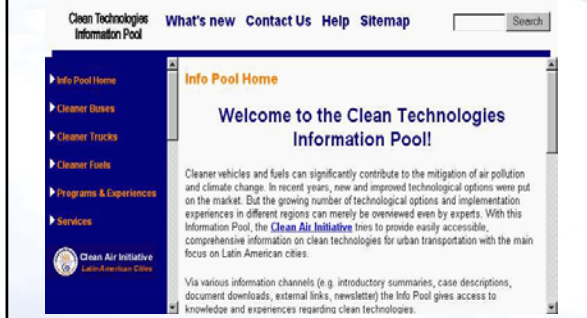 Clean Technologies
Information Pool
What's new Contact Us Help Sitemap
Search
Info Pool Home
Cleaner Buses
Cleaner Trucks
Cleaner Fuels
Programs & Experiences
Services
Clean Air Initiative
Latin American Cities
Info Pool Home
Welcome to the Clean Technologies
Information Pool!
Cleaner vehicles and fuels can significantly contribute to the mitigation of air pollution
and climate change. In recent years, new and improved technological options were put
on the market. But the growing number of technological options and implementation
experiences in different regions can merely be overviewed even by experts. With this
Information Pool, the Clean Air Initiative tries to provide easily accessible,
comprehensive information on clean technologies for urban transportation with the main
focus on Latin American cities.
Via various information channels (e.g. introductory summaries, case descriptions,
document downloads, external links, newsletter) the Info Pool gives access to
knowledge and experiences regarding clean technologies.